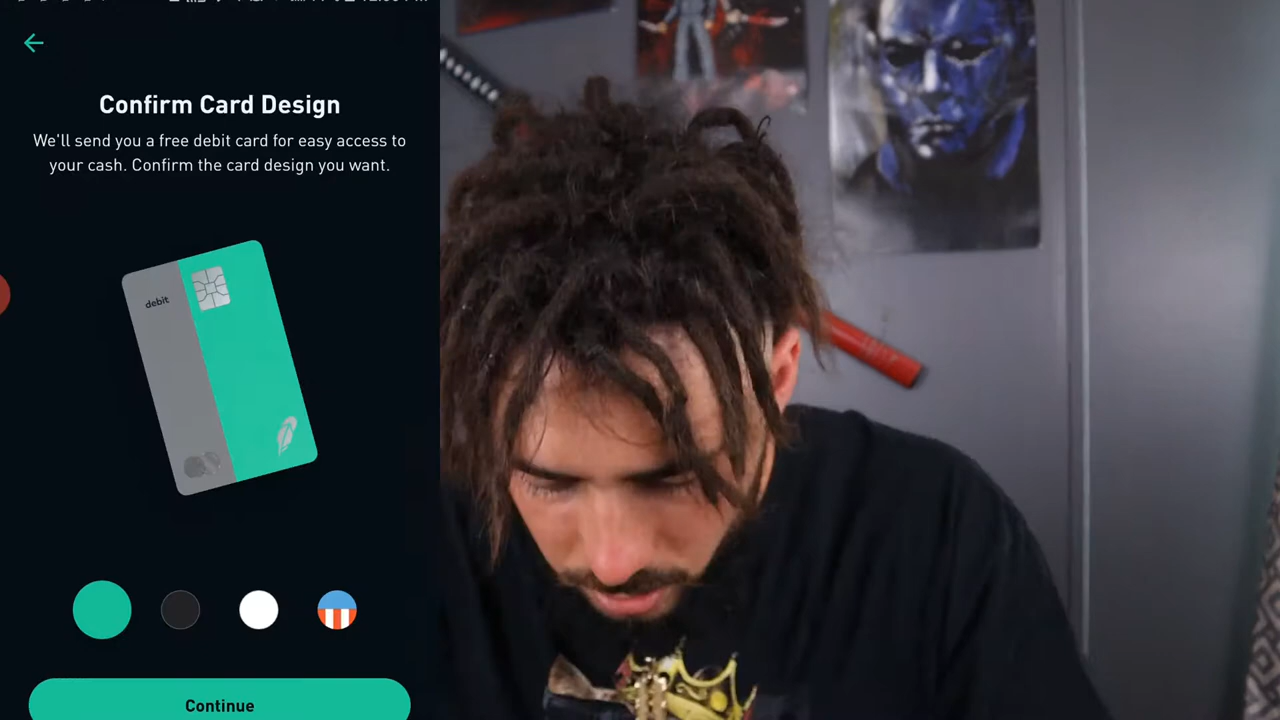 Confirm Card Design
We'll send you a free debit card for easy access to
your cash. Confirm the card design you want.
debit
Continue